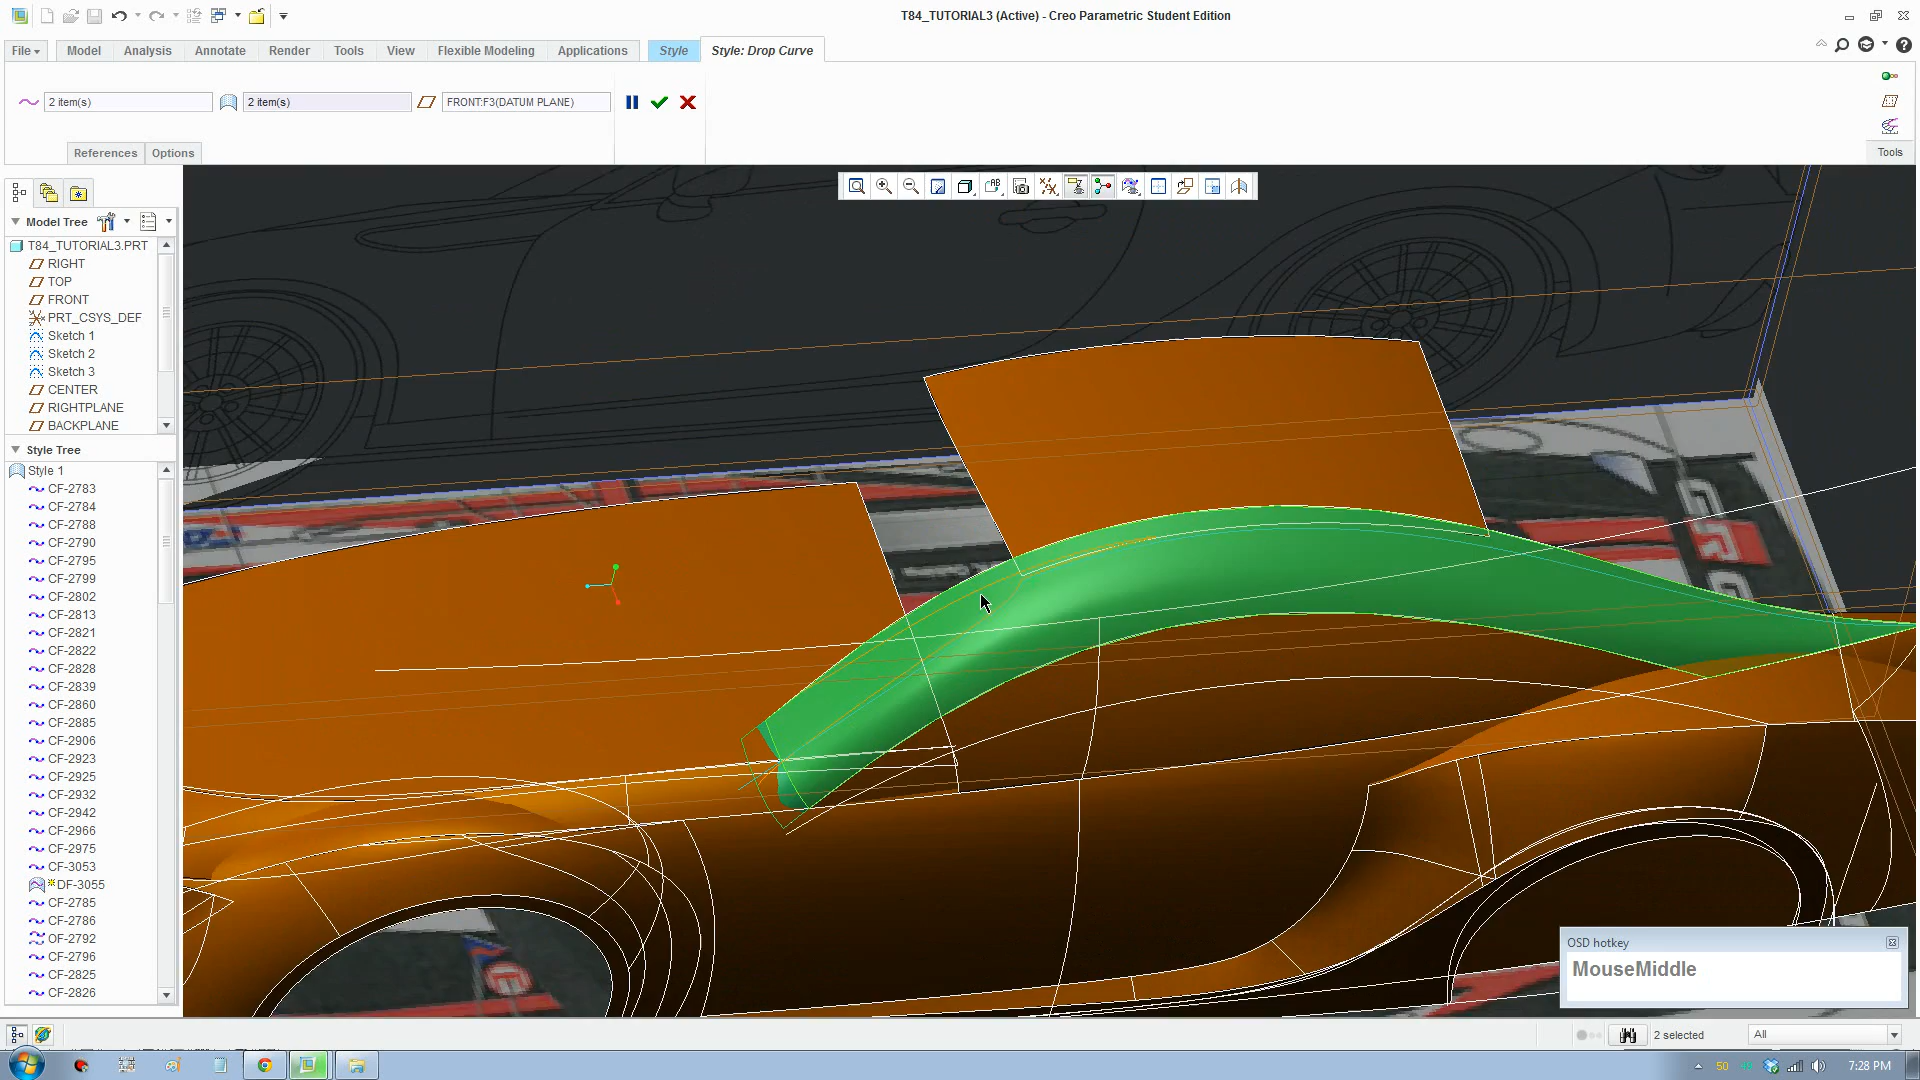 T84_TUTORIAL3 (Active) - Creo Parametric Student Edition
File Model Analysis Annotate Render Tools View Flexible Modeling Applications Style Style: Drop Curve
2 item(s) 2 item(s) FRONT:F3(DATUM PLANE)
References Options Tools
Model Tree
T84_TUTORIAL3.PRT
RIGHT
TOP
FRONT
PRT_CSYS_DEF
Sketch 1
Sketch 2
Sketch 3
CENTER
RIGHTPLANE
BACKPLANE
Style Tree
Style 1
CF-2783
CF-2784
CF-2788
CF-2790
CF-2795
CF-2799
CF-2802
CF-2813
CF-2821
CF-2822
CF-2828
CF-2839
CF-2860
CF-2885
CF-2906
CF-2923
CF-2925
CF-2932
CF-2942
CF-2966
CF-2975
CF-3053
DF-3055
CF-2785
CF-2786
OF-2792
CF-2796
CF-2825
CF-2826
OSD hotkey
MouseMiddle
2 selected All
50
7:28 PM